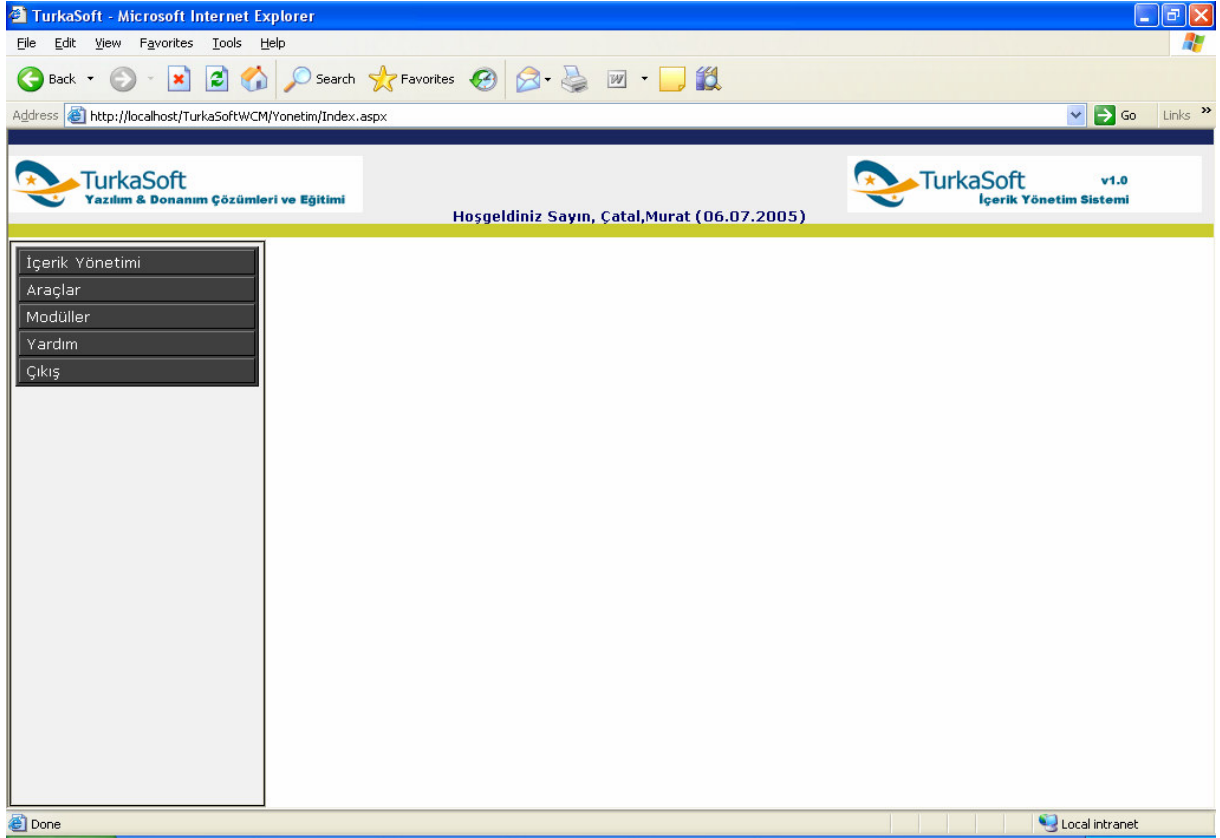 TurkaSoft - Microsoft Internet Explorer
File Edit View Favorites Tools Help
Back Search Favorites
Address http://localhost/TurkaSoftWCM/Yonetim/Index.aspx Go Links »
TurkaSoft
Yazılım & Donanım Çözümleri ve Eğitimi
TurkaSoft v1.0
İçerik Yönetim Sistemi
Hoşgeldiniz Sayın, Çatal,Murat (06.07.2005)
İçerik Yönetimi
Araçlar
Modüller
Yardım
Çıkış
Done Local intranet